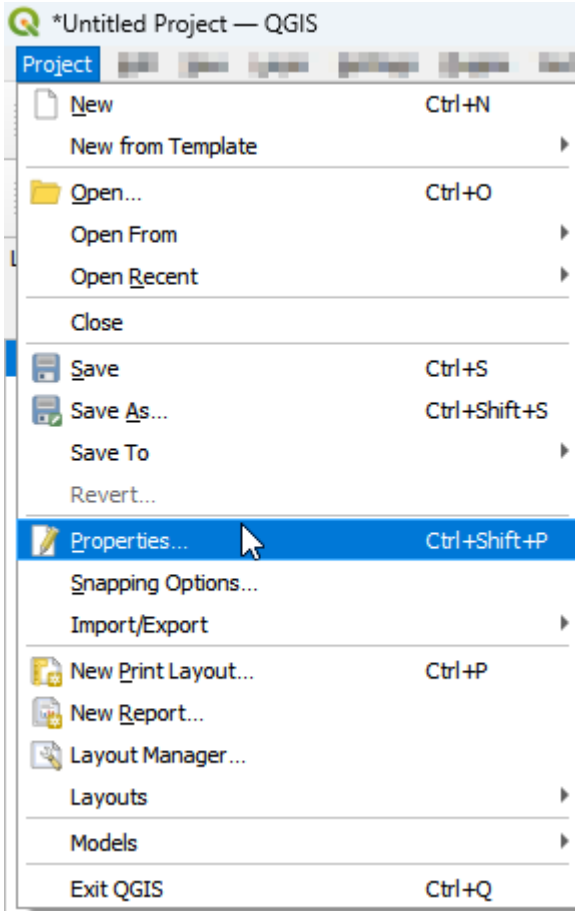 *Untitled Project — QGIS
Project
New Ctrl+N
New from Template
Open... Ctrl+O
Open From
Open Recent
Close
Save Ctrl+S
Save As... Ctrl+Shift+S
Save To
Revert...
Properties... Ctrl+Shift+P
Snapping Options...
Import/Export
New Print Layout... Ctrl+P
New Report...
Layout Manager...
Layouts
Models
Exit QGIS Ctrl+Q